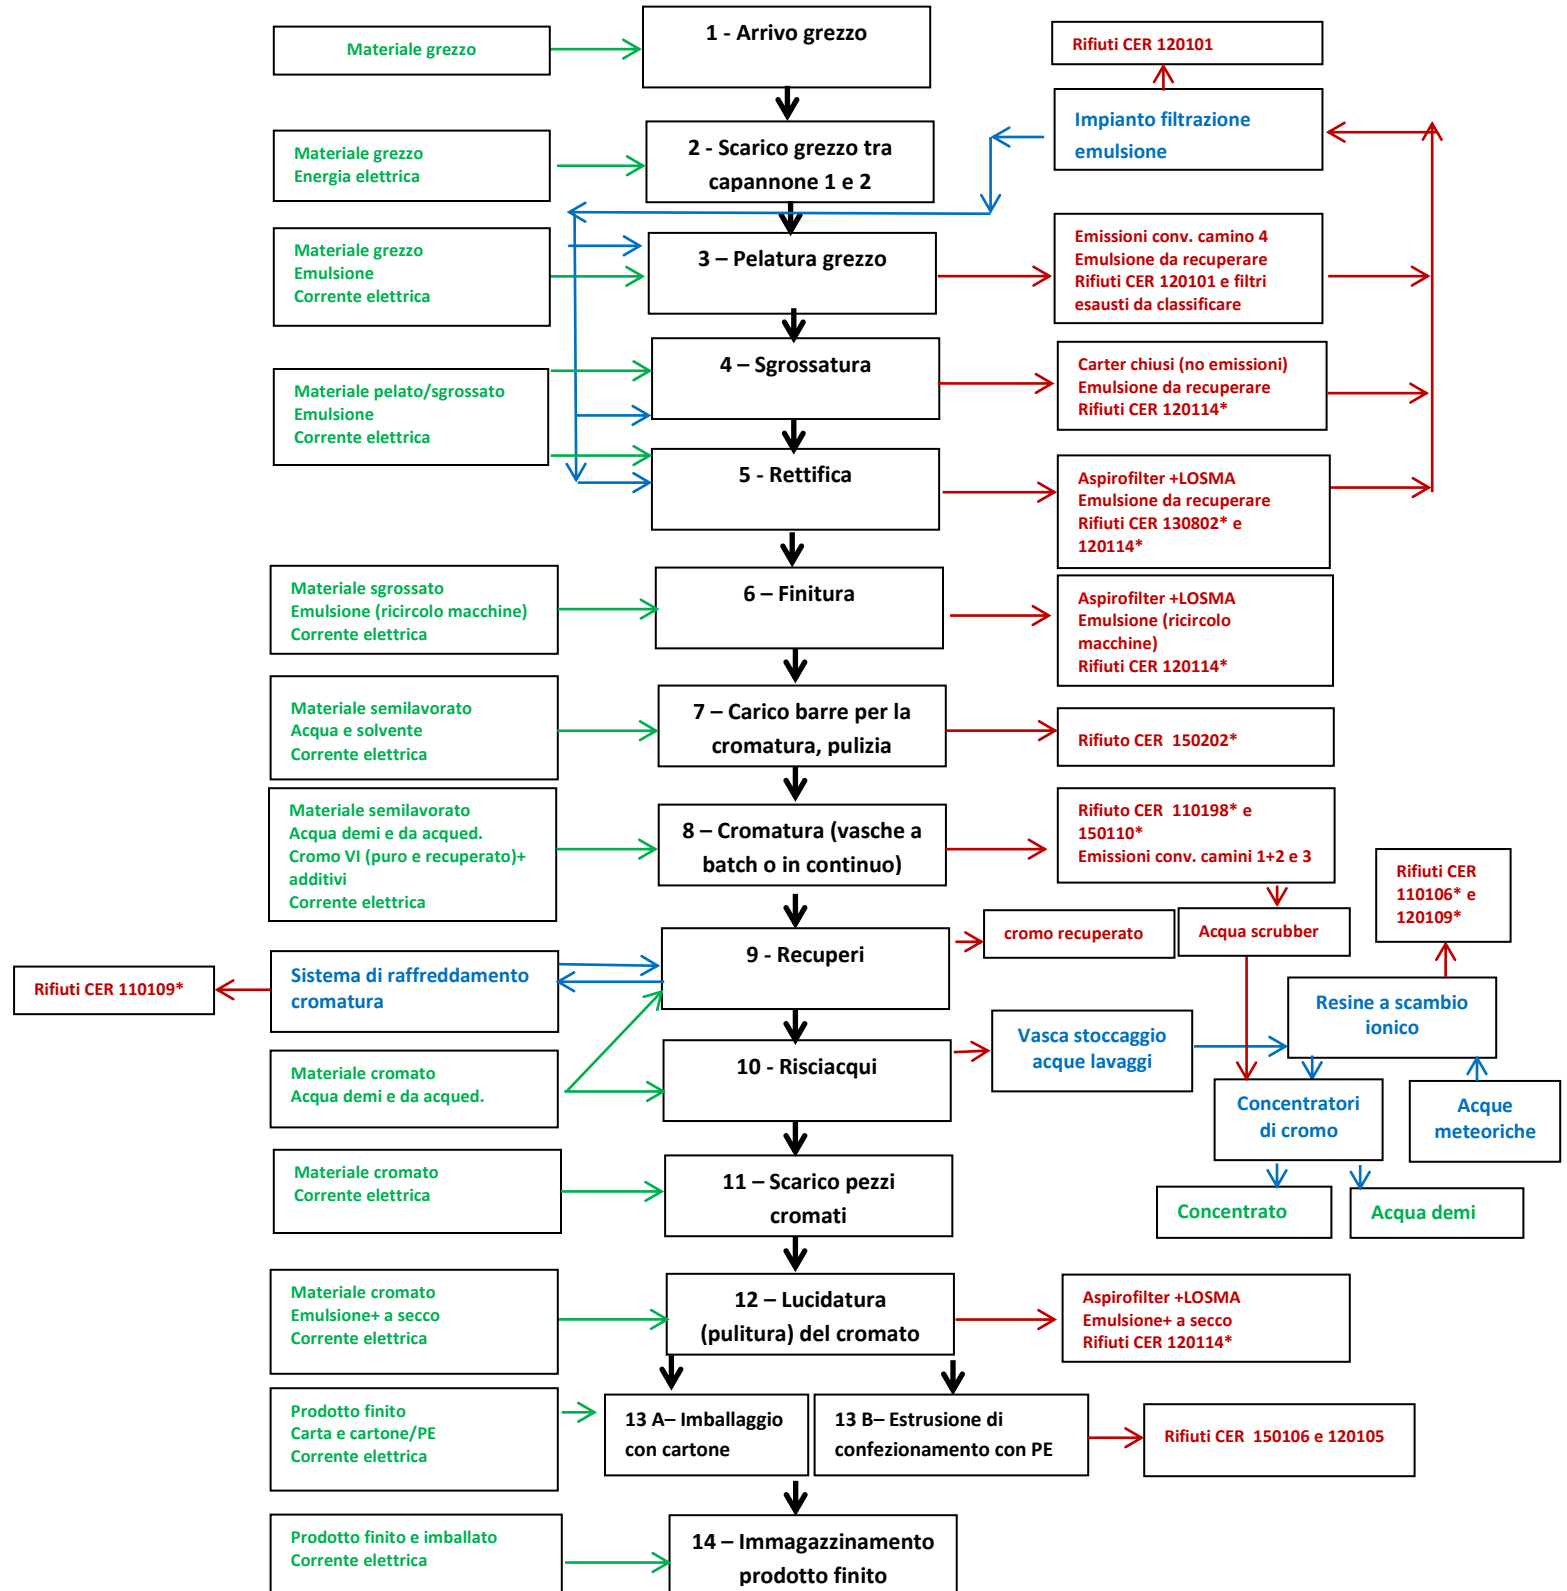 Materiale grezzo
1 - Arrivo grezzo
Rifiuti CER 120101
Impianto filtrazione
emulsione
Materiale grezzo
Energia elettrica
2 - Scarico grezzo tra
capannone 1 e 2
Materiale grezzo
Emulsione
Corrente elettrica
3 – Pelatura grezzo
Emissioni conv. camino 4
Emulsione da recuperare
Rifiuti CER 120101 e filtri
esausti da classificare
Materiale pelato/sgrossato
Emulsione
Corrente elettrica
4 – Sgrossatura
Carter chiusi (no emissioni)
Emulsione da recuperare
Rifiuti CER 120114*
5 - Rettifica
Aspirofilter +LOSMA
Emulsione da recuperare
Rifiuti CER 130802* e
120114*
Materiale sgrossato
Emulsione (ricircolo macchine)
Corrente elettrica
6 – Finitura
Aspirofilter +LOSMA
Emulsione (ricircolo
macchine)
Rifiuti CER 120114*
Materiale semilavorato
Acqua e solvente
Corrente elettrica
7 – Carico barre per la
cromatura, pulizia
Rifiuto CER  150202*
Materiale semilavorato
Acqua demi e da acqued.
Cromo VI (puro e recuperato)+
additivi
Corrente elettrica
8 – Cromatura (vasche a
batch o in continuo)
Rifiuto CER  110198* e
150110*
Emissioni conv. camini 1+2 e 3
Rifiuti CER
110106* e
120109*
Rifiuti CER 110109*
Sistema di raffreddamento
cromatura
9 - Recuperi
cromo recuperato
Acqua scrubber
Resine a scambio
ionico
Materiale cromato
Acqua demi e da acqued.
10 - Risciacqui
Vasca stoccaggio
acque lavaggi
Concentratori
di cromo
Acque
meteoriche
Materiale cromato
Corrente elettrica
11 – Scarico pezzi
cromati
Concentrato
Acqua demi
Materiale cromato
Emulsione+ a secco
Corrente elettrica
12 – Lucidatura
(pulitura) del cromato
Aspirofilter +LOSMA
Emulsione+ a secco
Rifiuti CER 120114*
Prodotto finito
Carta e cartone/PE
Corrente elettrica
13 A– Imballaggio
con cartone
13 B– Estrusione di
confezionamento con PE
Rifiuti CER  150106 e 120105
Prodotto finito e imballato
Corrente elettrica
14 – Immagazzinamento
prodotto finito